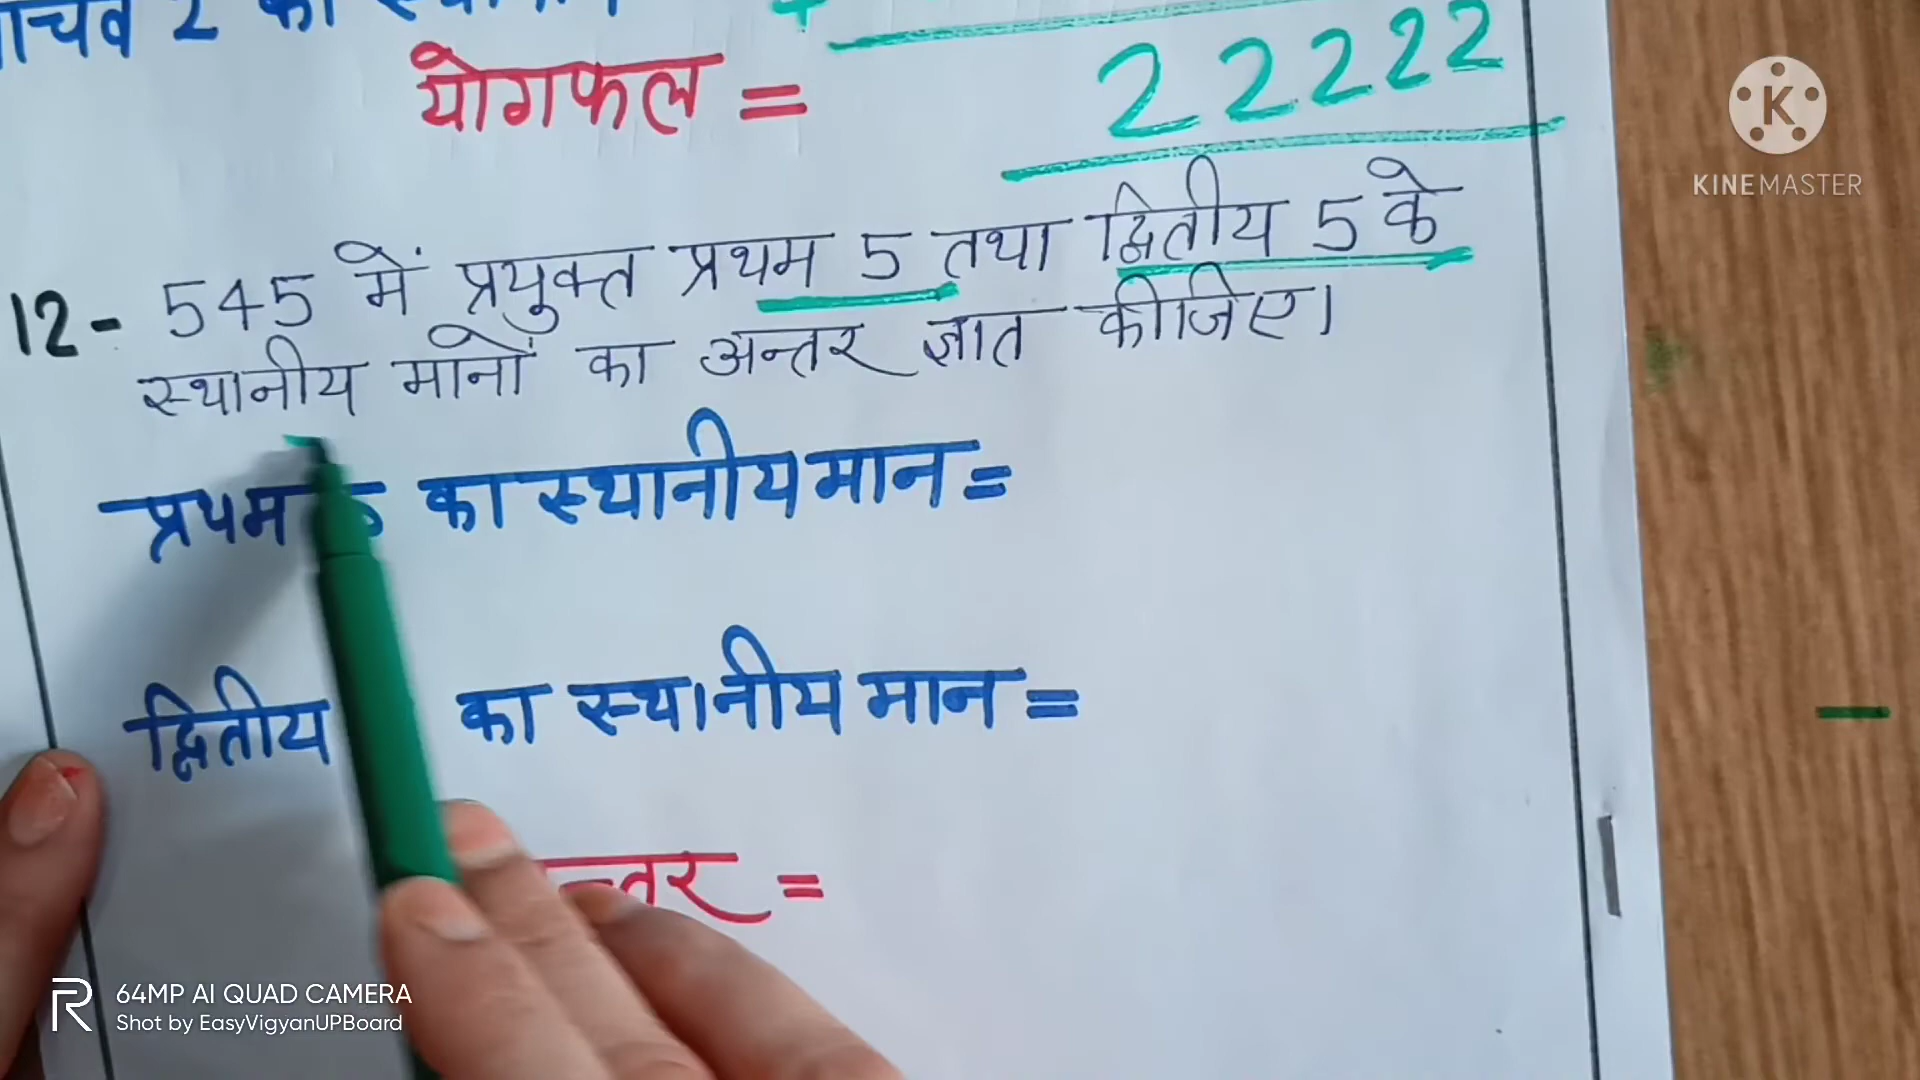 2 का
योगफल = 22222
KINEMASTER
12- 545 में प्रयुक्त प्रथम 5 तथा द्वितीय 5 के
स्थानीय मानों का अन्तर ज्ञात कीजिए।
प्रथम का स्थानीय मान =
द्वितीय का स्थानीय मान =
=
64MP AI QUAD CAMERA
Shot by EasyVigyanUPBoard